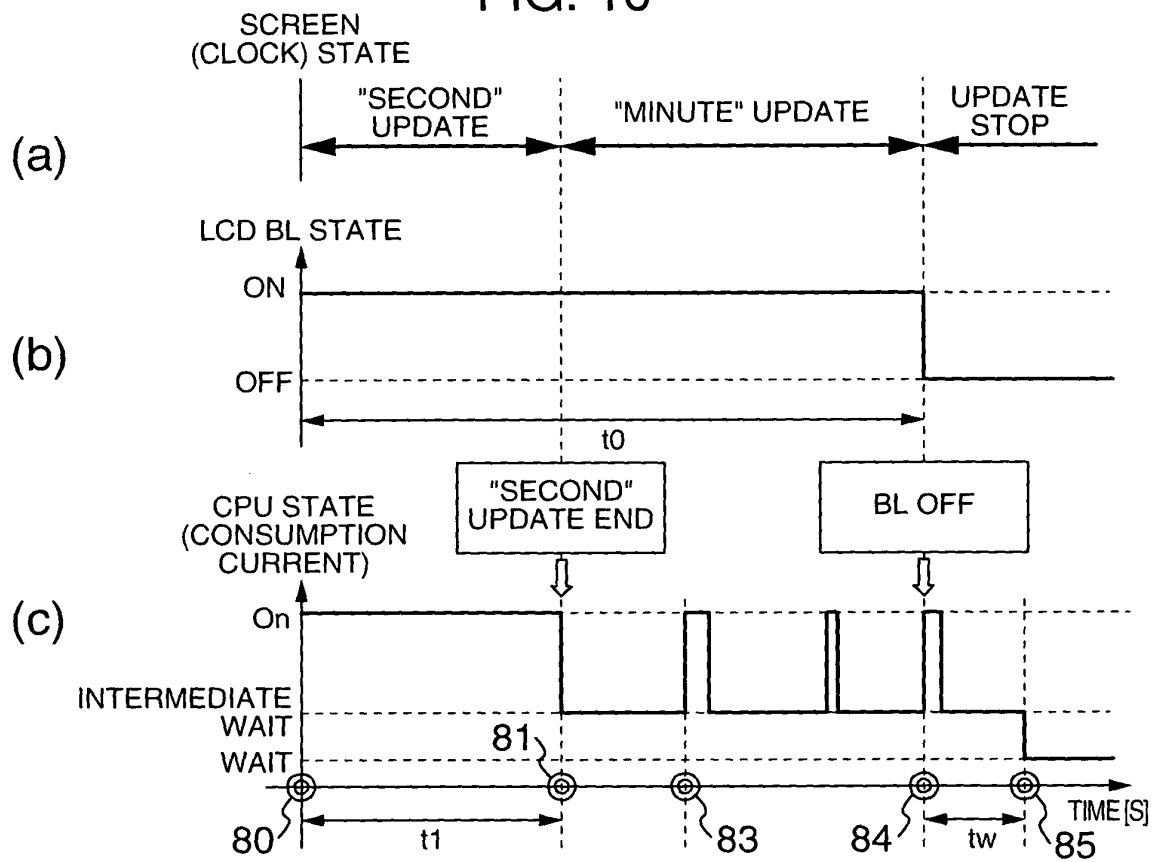 SCREEN
(CLOCK) STATE
"SECOND"
UPDATE
"MINUTE" UPDATE
UPDATE
STOP
(a)
LCD BL STATE
ON
(b)
OFF
t0
"SECOND"
UPDATE END
BL OFF
CPU STATE
(CONSUMPTION
CURRENT)
(c)
On
INTERMEDIATE
WAIT
WAIT
81
TIME [S]
80
t1
83
84
tw
85